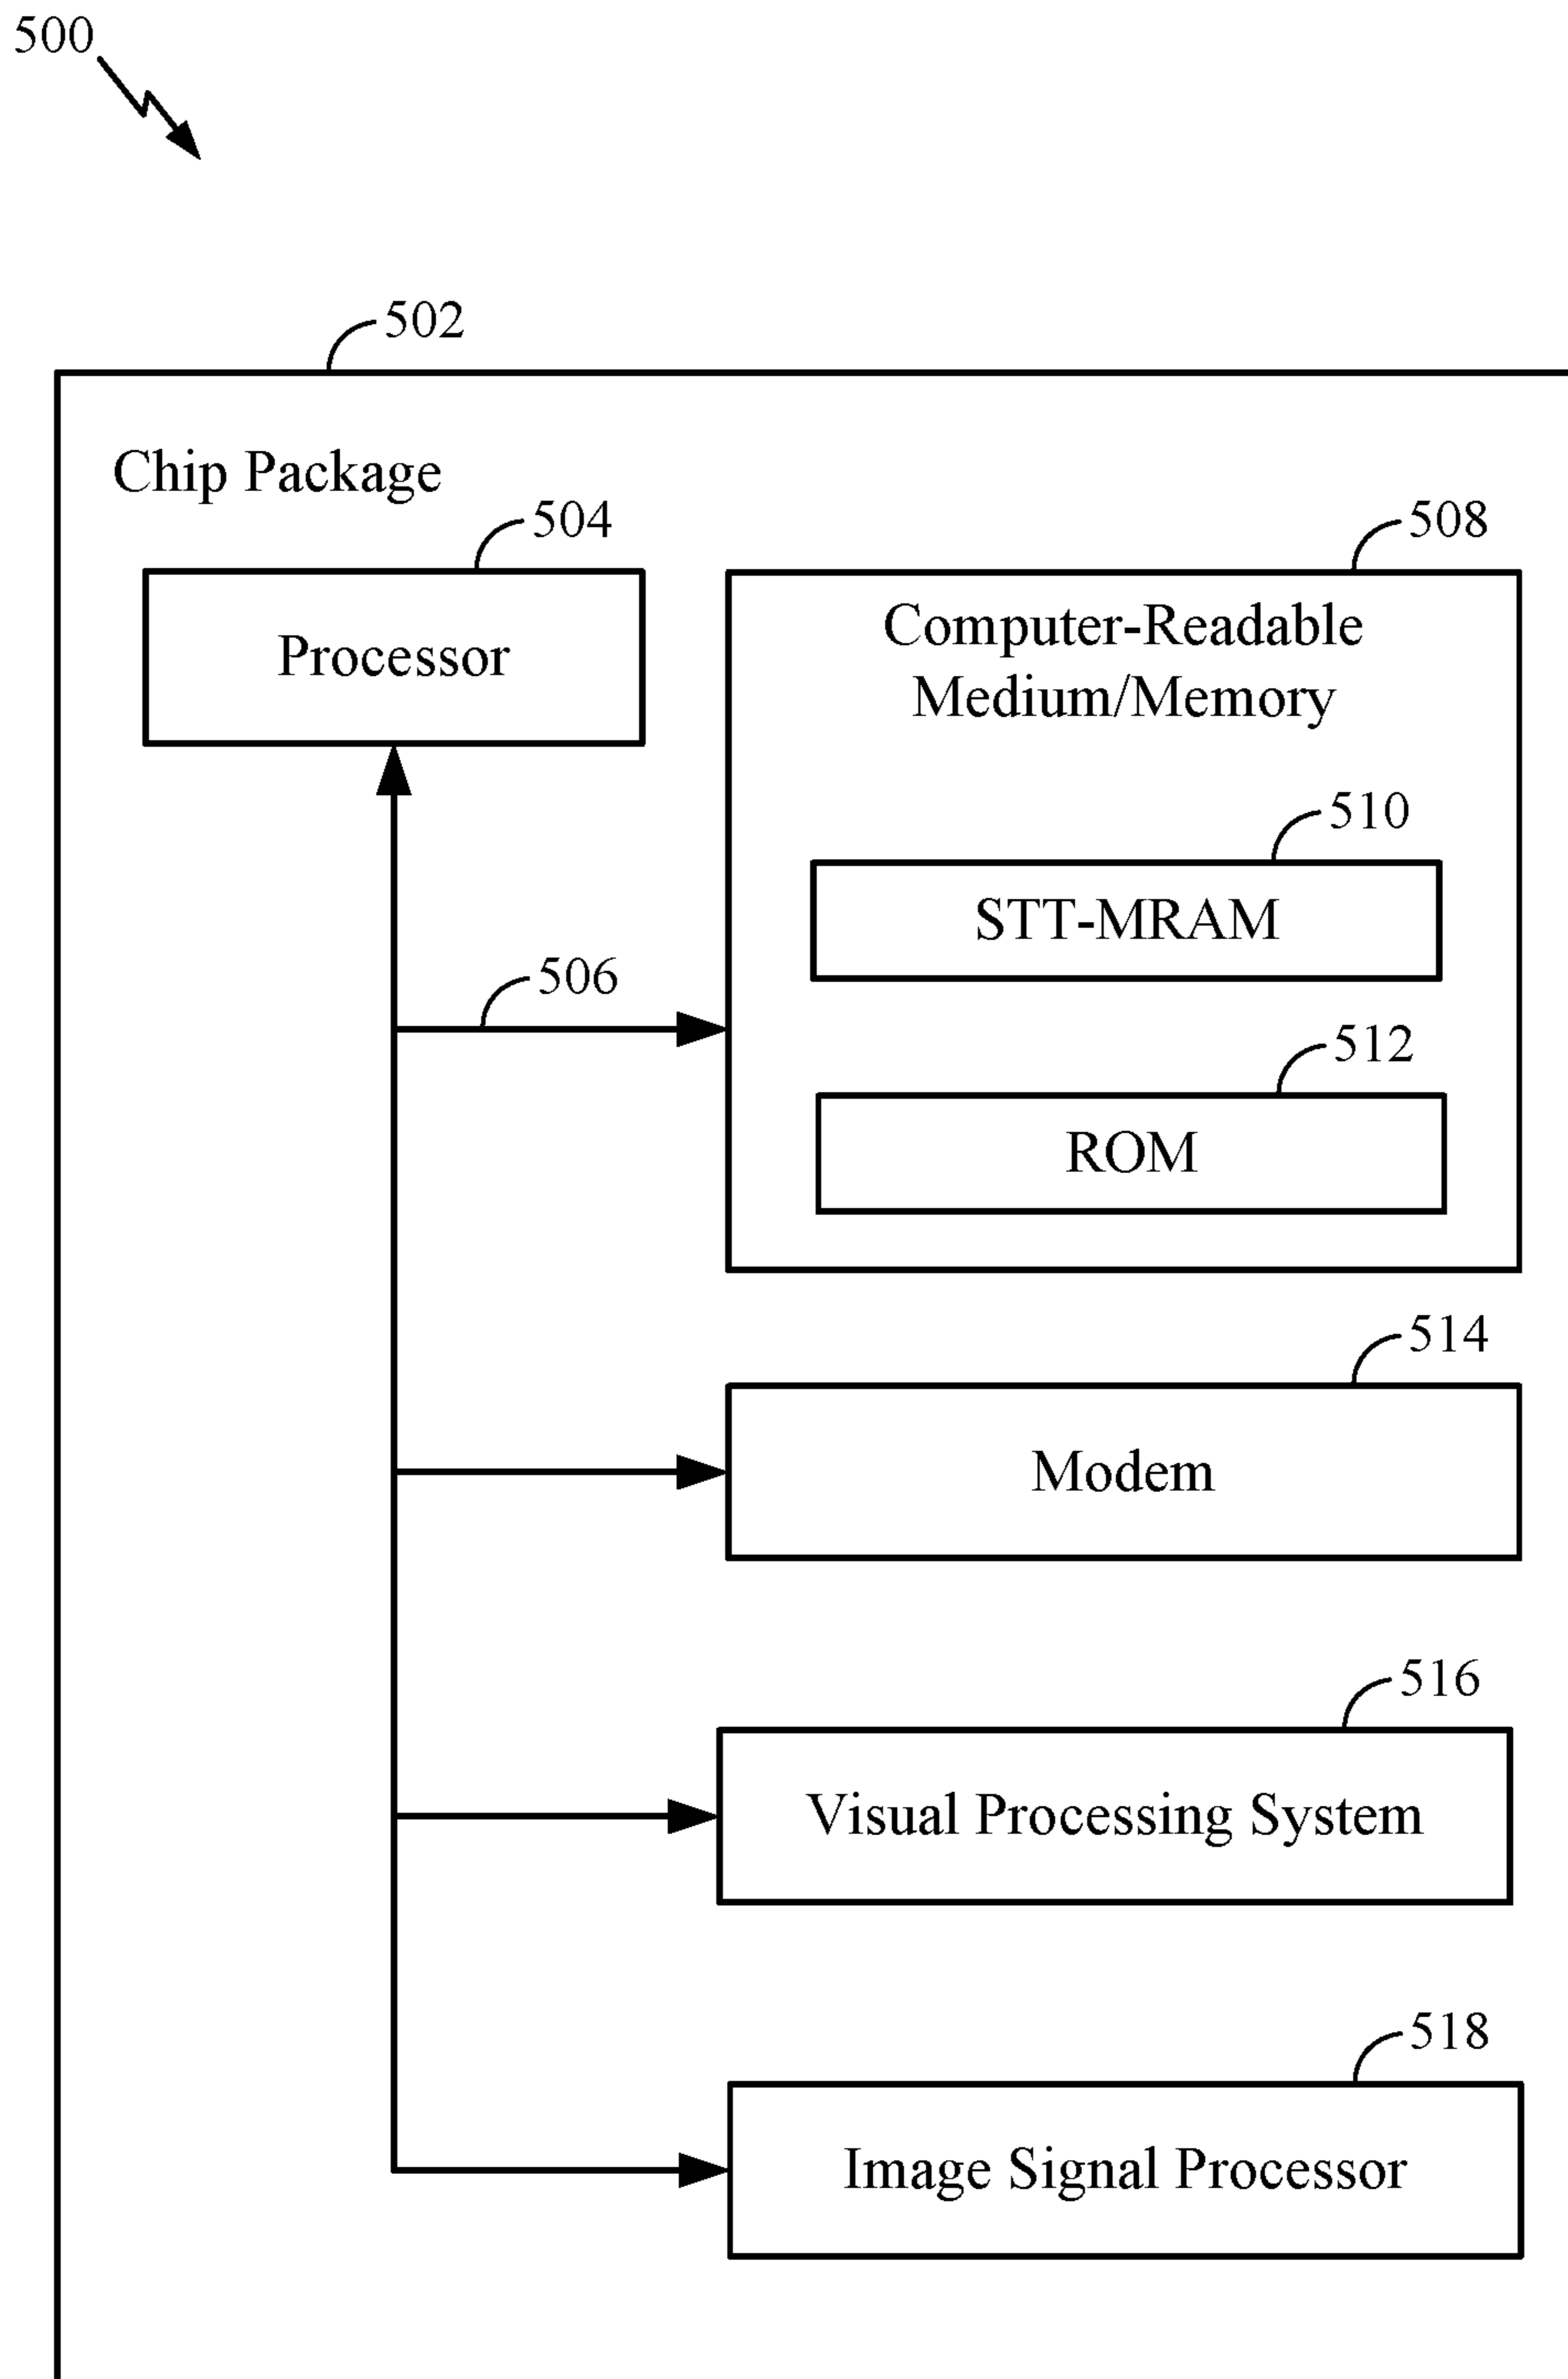 500
502
Chip Package
504
508
Processor
Computer-Readable
Medium/Memory
510
STT-MRAM
506
512
ROM
514
Modem
516
Visual Processing System
518
Image Signal Processor